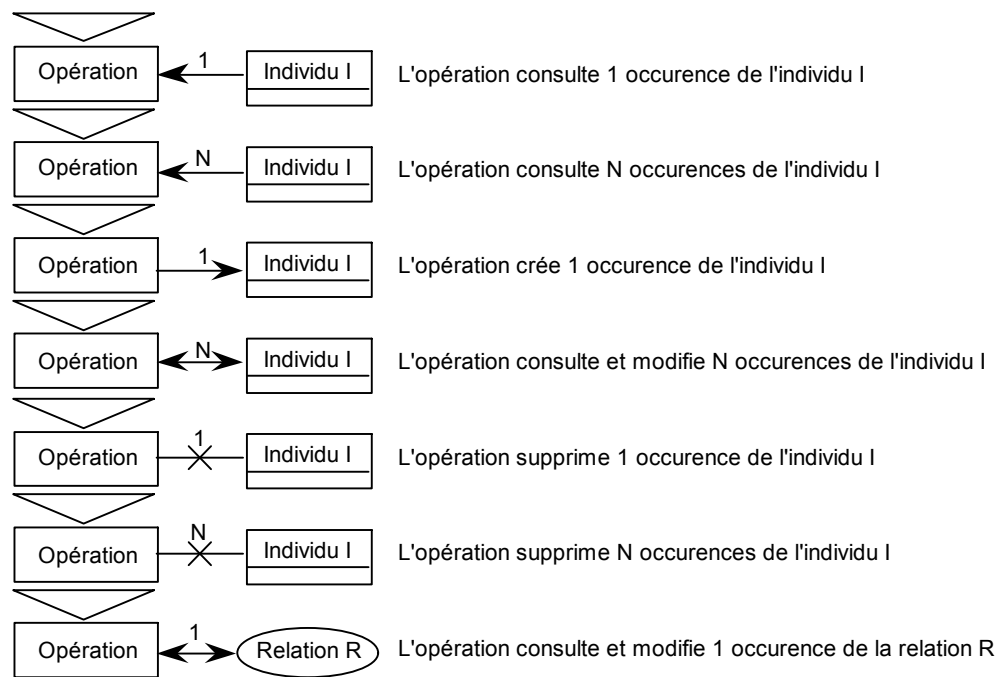 Opération 1 Individu I L'opération consulte 1 occurence de l'individu I
Opération N Individu I L'opération consulte N occurences de l'individu I
Opération 1 Individu I L'opération crée 1 occurence de l'individu I
Opération N Individu I L'opération consulte et modifie N occurences de l'individu I
Opération 1 Individu I L'opération supprime 1 occurence de l'individu I
Opération N Individu I L'opération supprime N occurences de l'individu I
Opération 1 Relation R L'opération consulte et modifie 1 occurence de la relation R